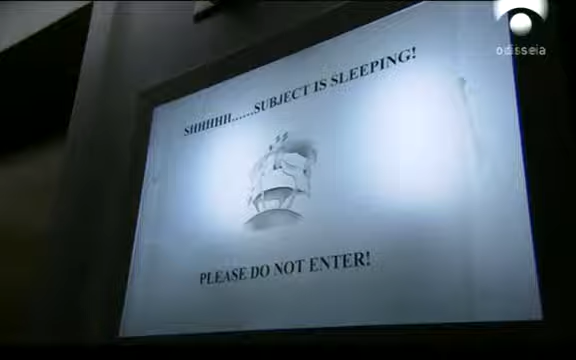 odisseia
SHHHHH......SUBJECT IS SLEEPING!
PLEASE DO NOT ENTER!